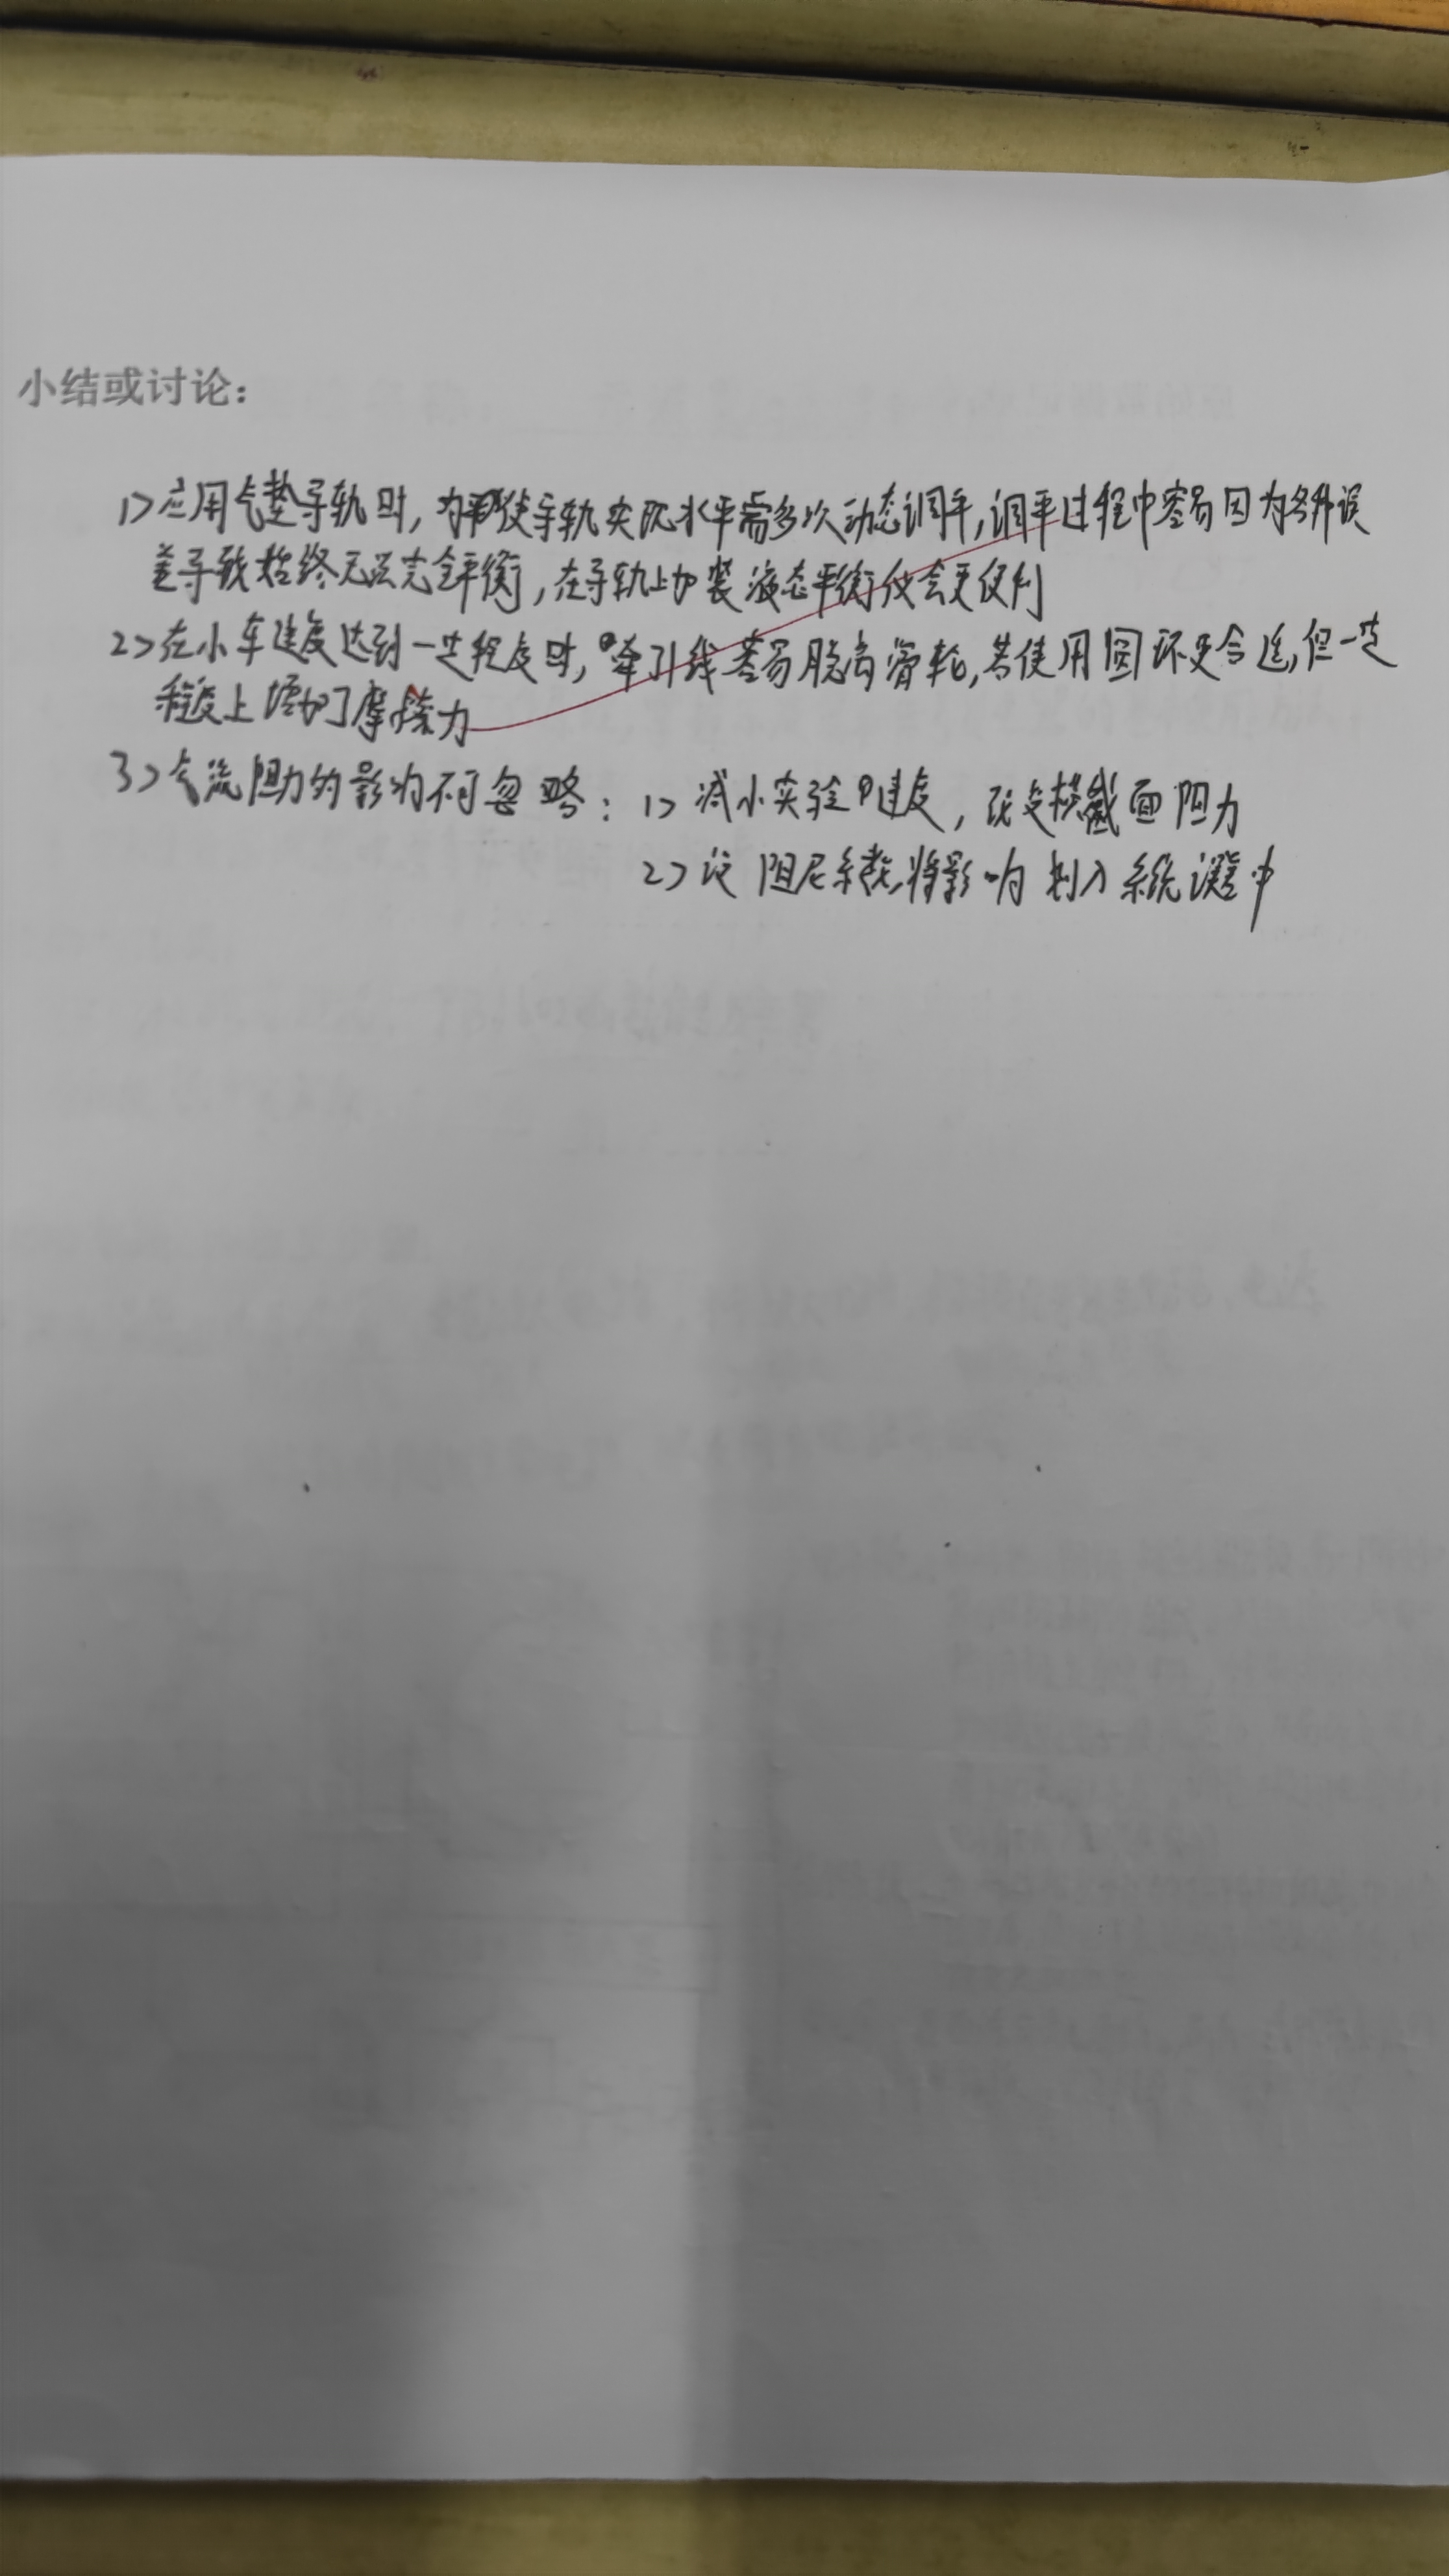 小结或讨论：
1>应用气垫导轨时，为使导轨实现水平需多次动态调平，调平过程中容易因为各种误
差导致始终无法完全平衡，在导轨上加装液态平衡仪会更便利
2>在小车速度达到一定程度时，牵引线容易脱离滑轮，若使用圆环更合适，但一定
程度上增加了摩擦力
3>气流阻力的影响不可忽略：1>减小实验速度，改变横截面阻力
2>设阻尼系数，将影响划入系统误差中